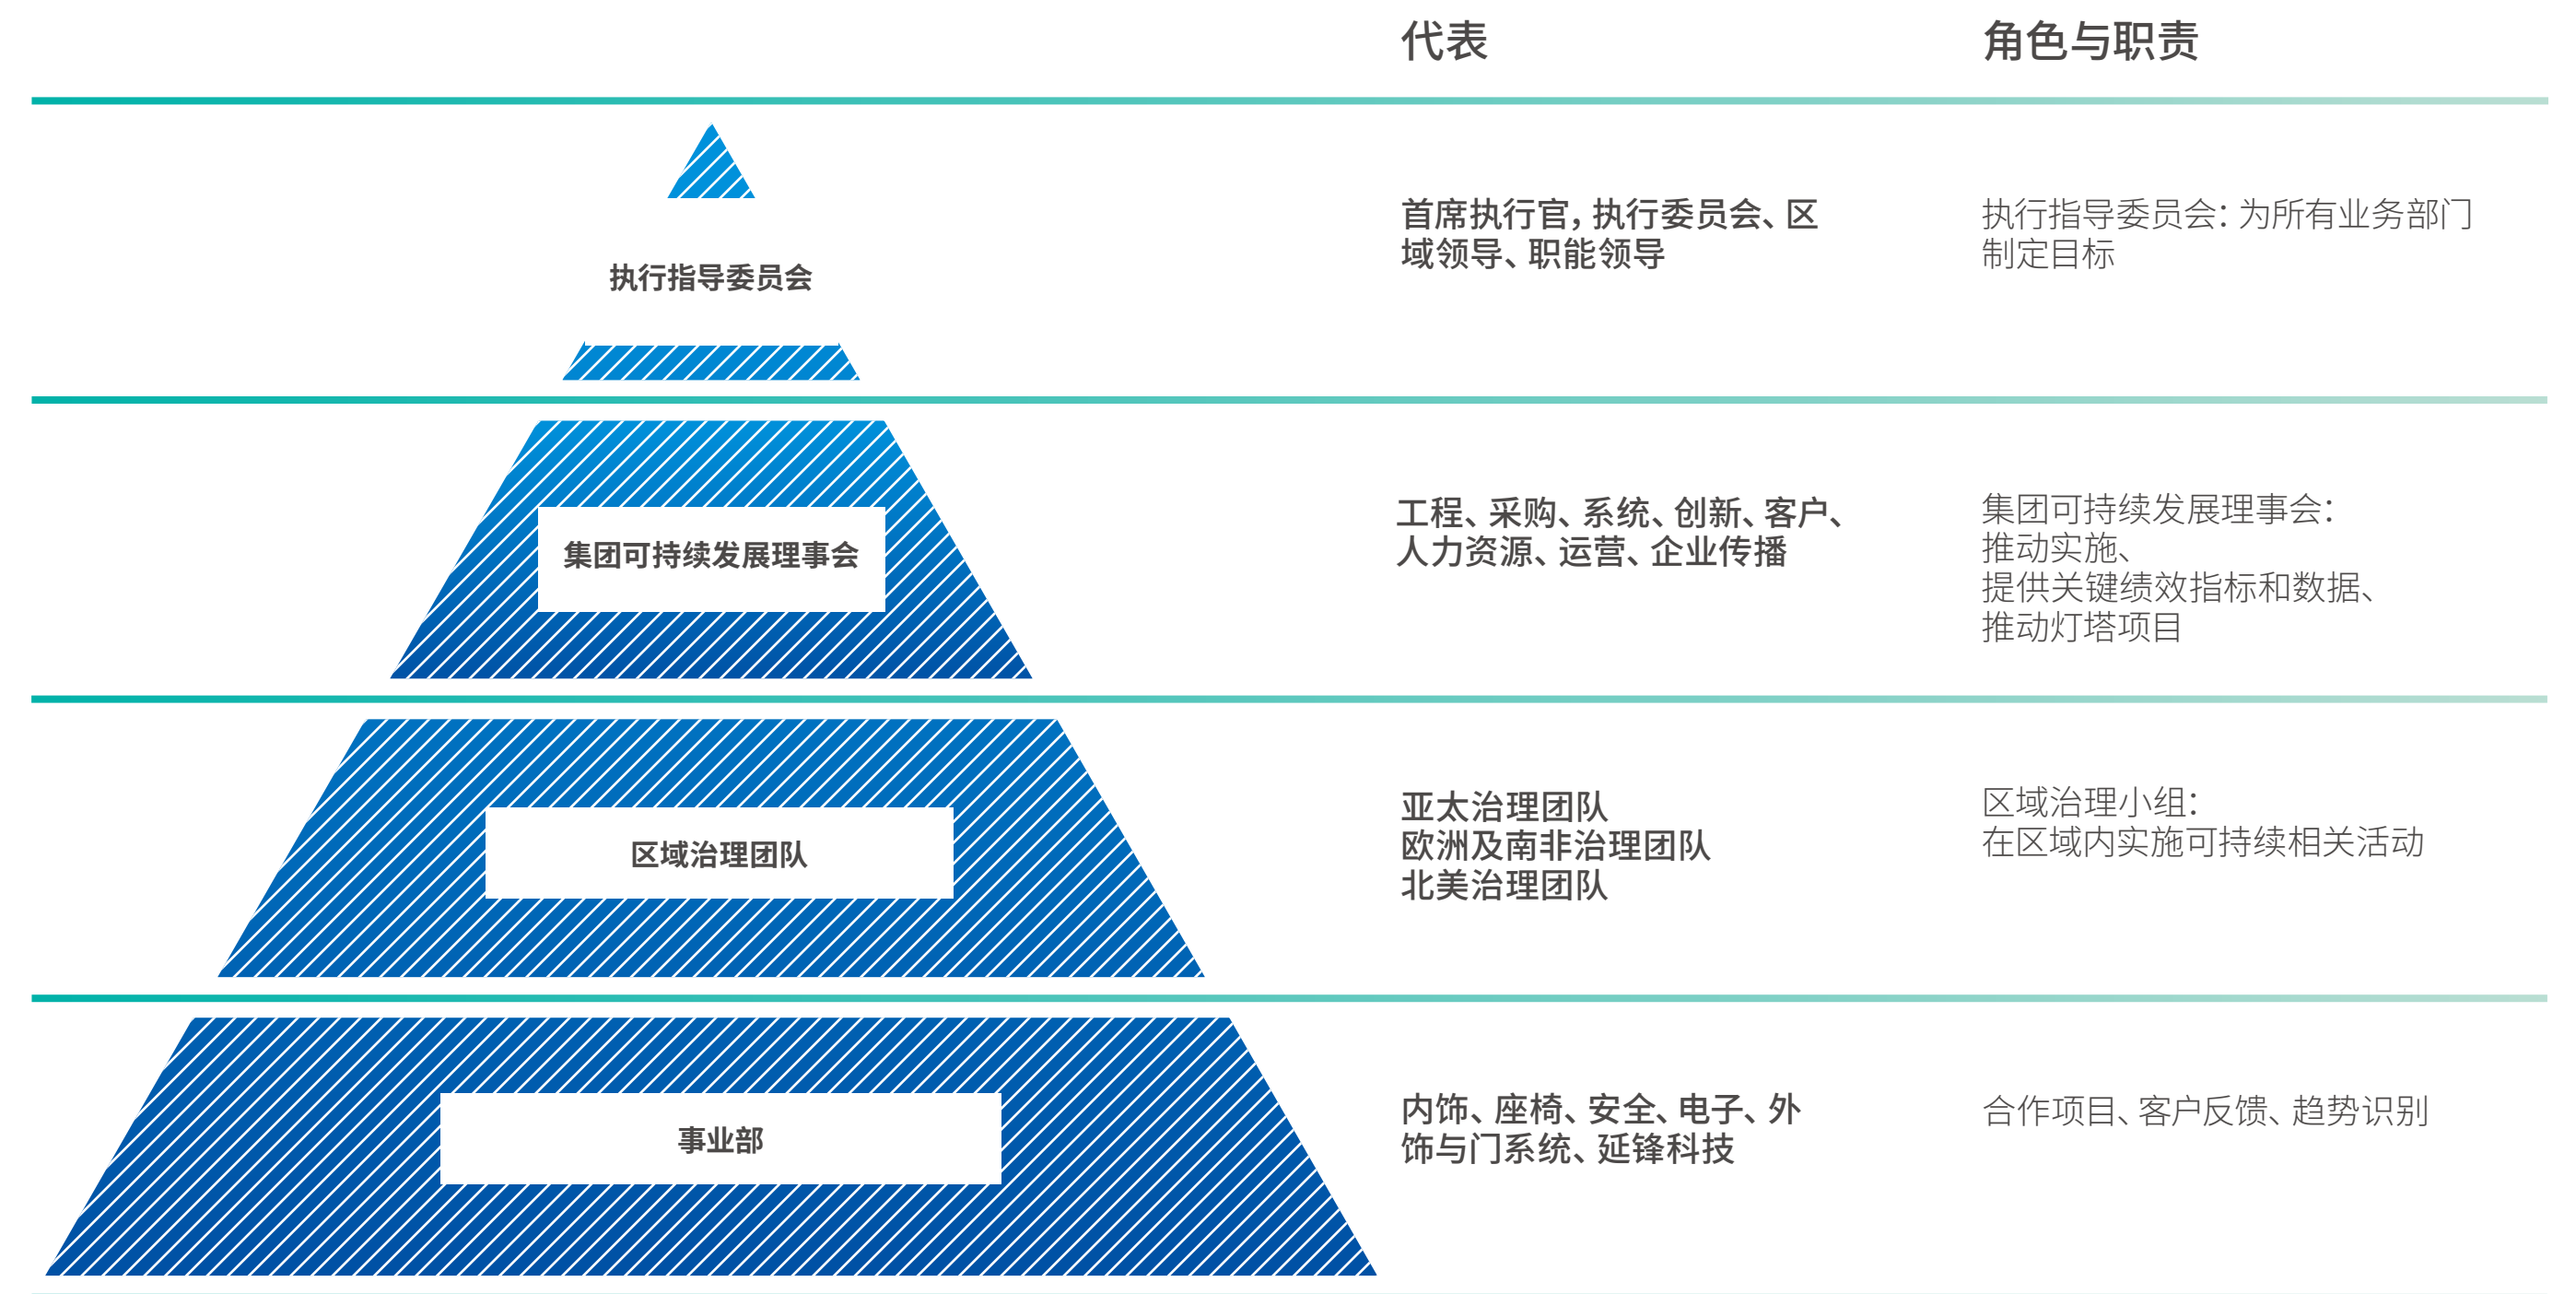 代表
角色与职责
执行指导委员会
首席执行官，执行委员会、区
域领导、职能领导
执行指导委员会：为所有业务部门
制定目标
集团可持续发展理事会
工程、采购、系统、创新、客户、
人力资源、运营、企业传播
集团可持续发展理事会：
推动实施、
提供关键绩效指标和数据、
推动灯塔项目
区域治理团队
亚太治理团队
欧洲及南非治理团队
北美治理团队
区域治理小组：
在区域内实施可持续相关活动
事业部
内饰、座椅、安全、电子、外
饰与门系统、延锋科技
合作项目、客户反馈、趋势识别